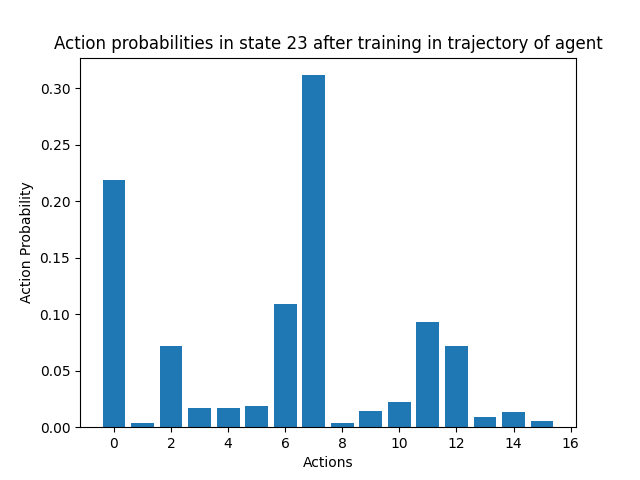 Action probabilities in state 23 after training in trajectory of agent
0.30
0.25
0.20
0.15
0.10
0.05
0.00
Action Probability
0 2 4 6 8 10 12 14 16
Actions